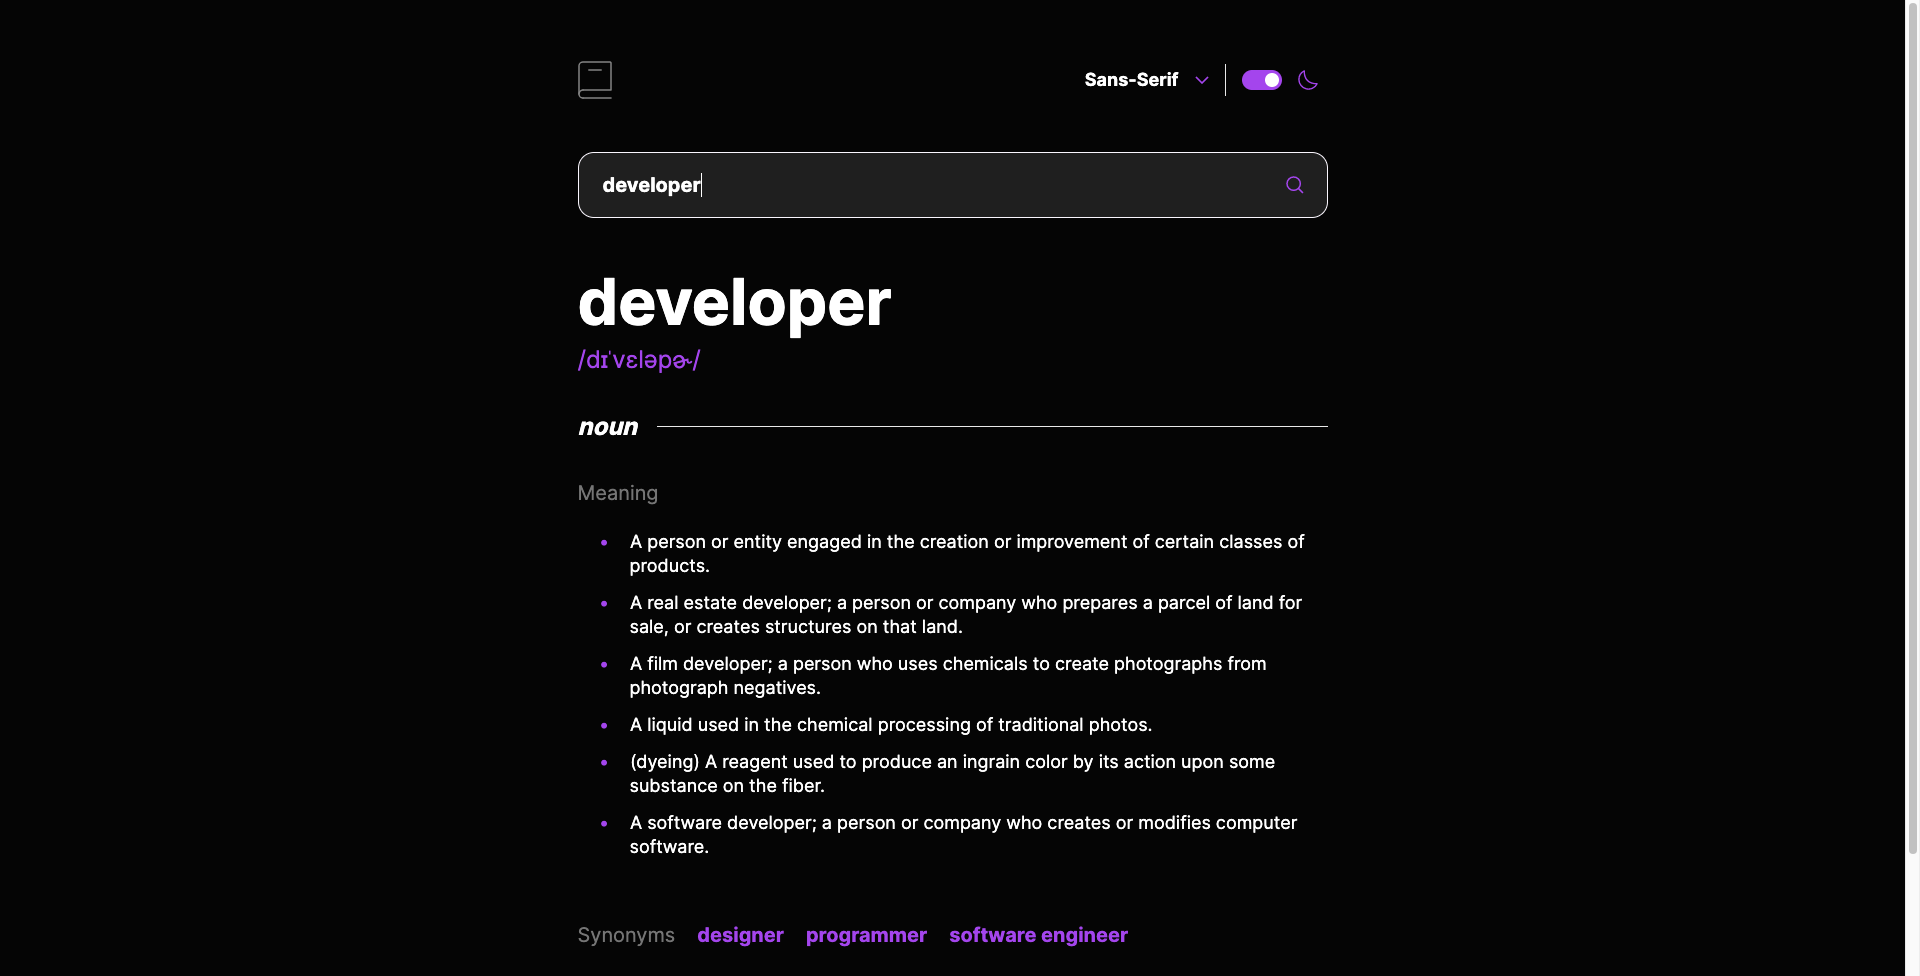 Sans-Serif
developer
developer
/dɪˈvɛləpɚ/
noun
Meaning
A person or entity engaged in the creation or improvement of certain classes of
products.
A real estate developer; a person or company who prepares a parcel of land for
sale, or creates structures on that land.
A film developer; a person who uses chemicals to create photographs from
photograph negatives.
A liquid used in the chemical processing of traditional photos.
(dyeing) A reagent used to produce an ingrain color by its action upon some
substance on the fiber.
A software developer; a person or company who creates or modifies computer
software.
Synonyms designer programmer software engineer